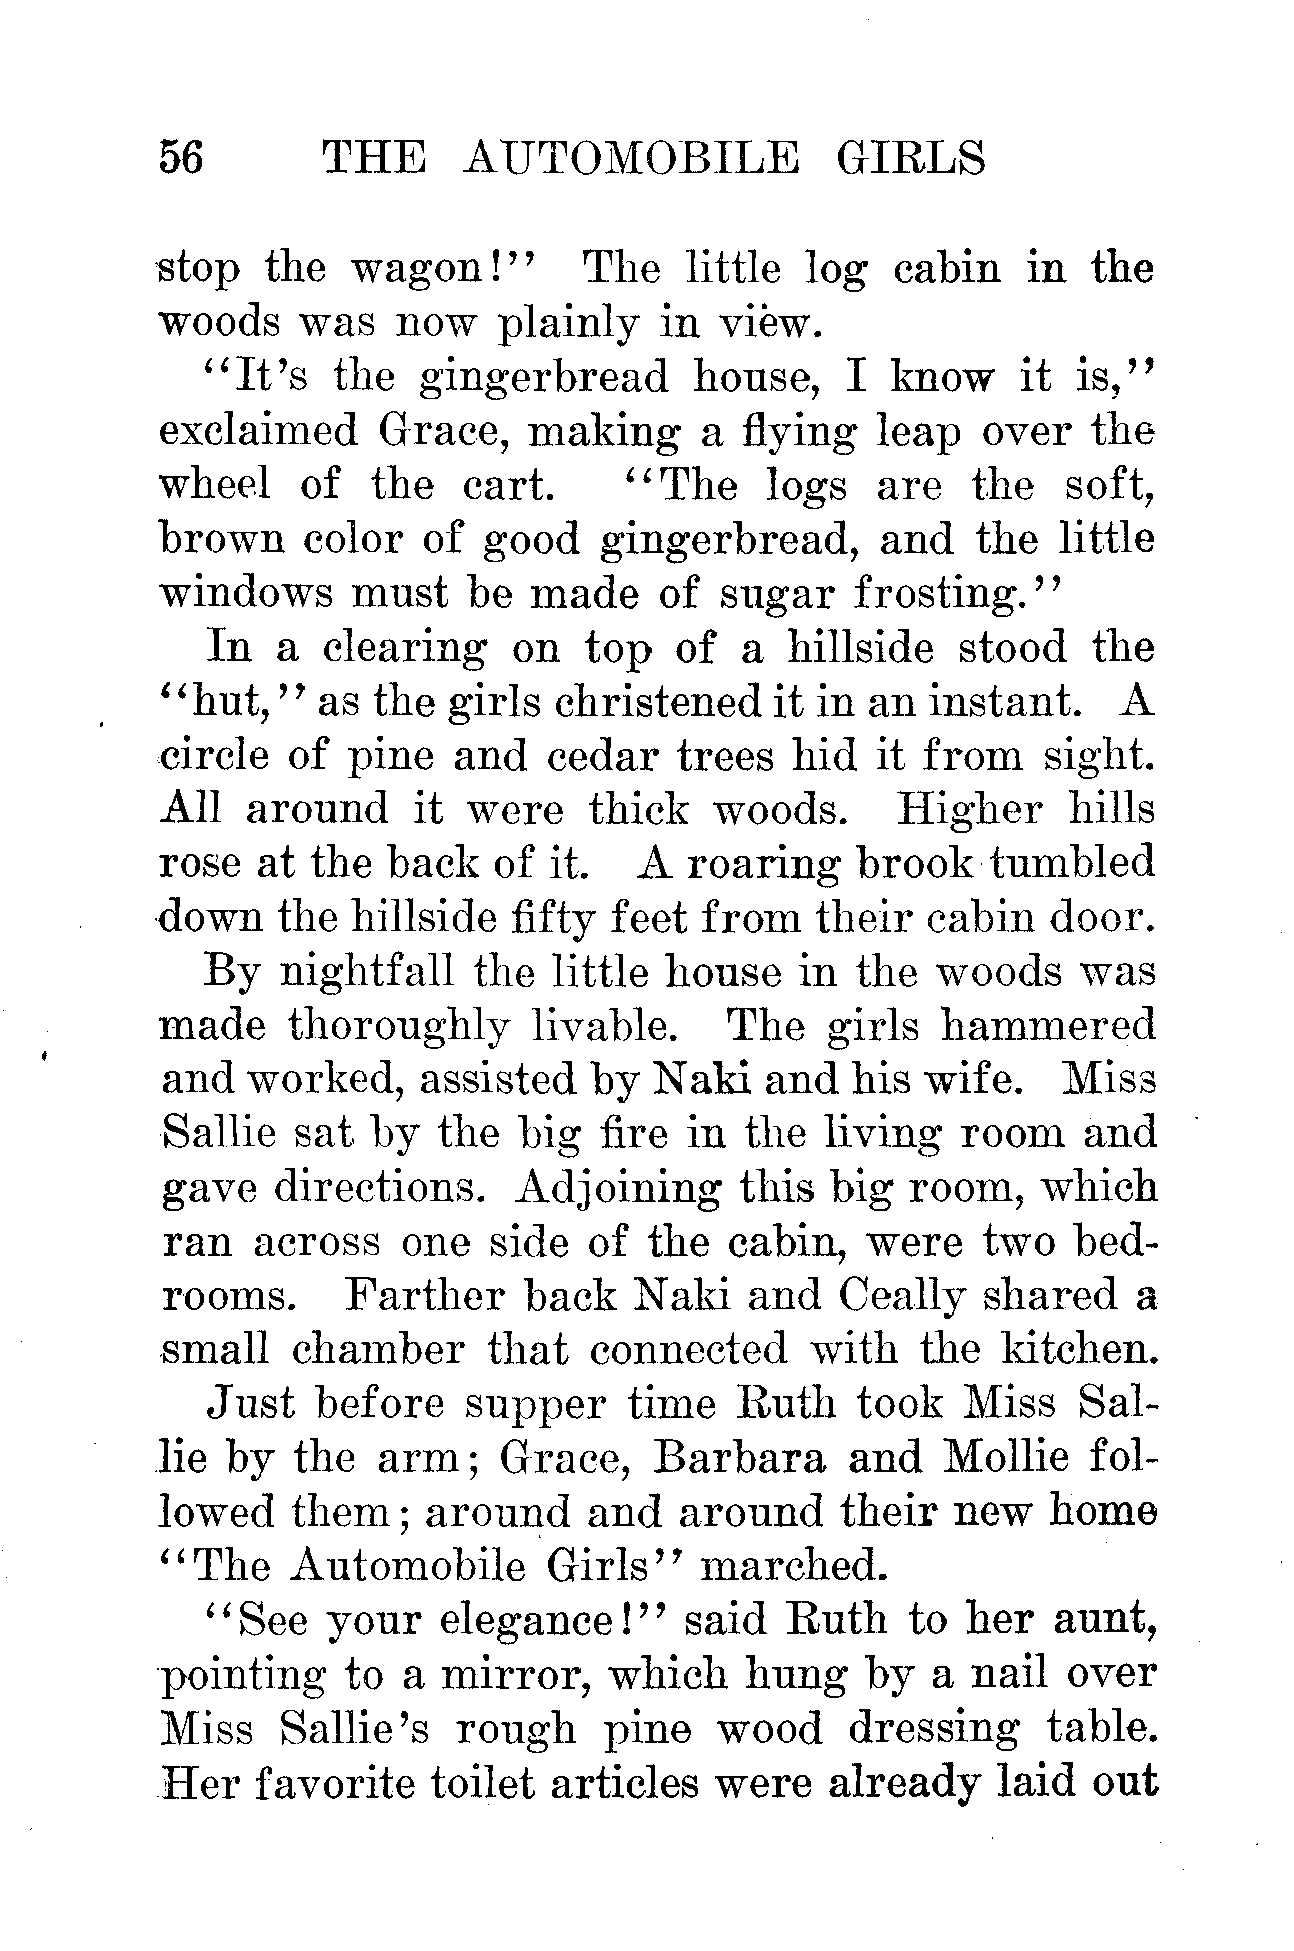 56 THE AUTOMOBILE GIRLS
stop the wagon!" The little log cabin in the
woods was now plainly in view.
"It's the gingerbread house, I know it is,"
exclaimed Grace, making a flying leap over the
wheel of the cart. "The logs are the soft,
brown color of good gingerbread, and the little
windows must be made of sugar frosting."
In a clearing on top of a hillside stood the
"hut," as the girls christened it in an instant. A
circle of pine and cedar trees hid it from sight.
All around it were thick woods. Higher hills
rose at the back of it. A roaring brook tumbled
down the hillside fifty feet from their cabin door.
By nightfall the little house in the woods was
made thoroughly livable. The girls hammered
and worked, assisted by Naki and his wife. Miss
Sallie sat by the big fire in the living room and
gave directions. Adjoining this big room, which
ran across one side of the cabin, were two bed-
rooms. Farther back Naki and Ceally shared a
small chamber that connected with the kitchen.
Just before supper time Ruth took Miss Sal-
lie by the arm; Grace, Barbara and Mollie fol-
lowed them; around and around their new home
"The Automobile Girls" marched.
"See your elegance!" said Ruth to her aunt,
pointing to a mirror, which hung by a nail over
Miss Sallie's rough pine wood dressing table.
Her favorite toilet articles were already laid out